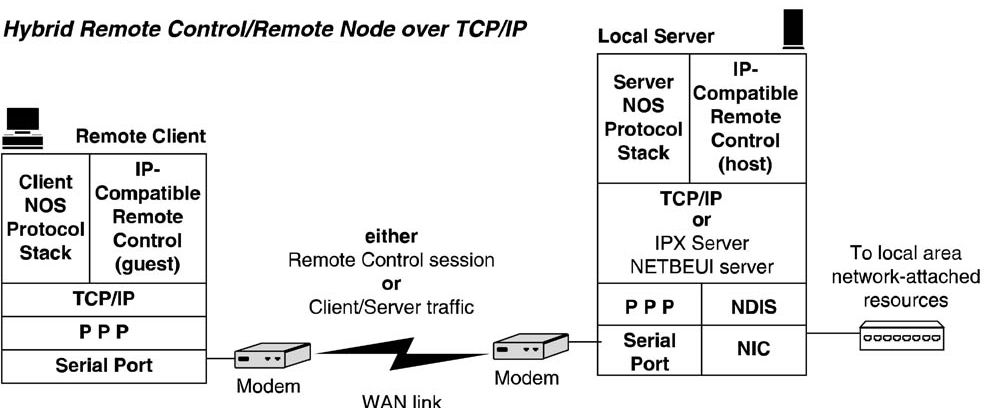 Hybrid Remote Control/Remote Node over TCP/IP
Remote Client
Client
NOS
Protocol
Stack
IP-
Compatible
Remote
Control
(guest)
TCP/IP
P P P
Serial Port
Modem
either
Remote Control session
or
Client/Server traffic
WAN link
Modem
Local Server
Server
NOS
Protocol
Stack
IP-
Compatible
Remote
Control
(host)
TCP/IP
or
IPX Server
NETBEUI server
P P P
NDIS
Serial
Port
NIC
To local area
network-attached
resources